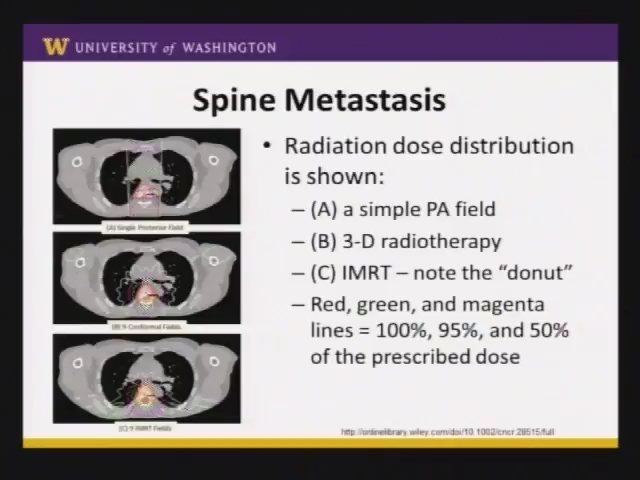 W UNIVERSITY of WASHINGTON
Spine Metastasis
• Radiation dose distribution
is shown:
– (A) a simple PA field
– (B) 3-D radiotherapy
– (C) IMRT – note the “donut”
– Red, green, and magenta
lines = 100%, 95%, and 50%
of the prescribed dose
(A) Single Posterior Field
(B) 9 Conformal Fields
(C) 9 IMRT Fields
http://onlinelibrary.wiley.com/doi/10.1002/cncr.28515/full